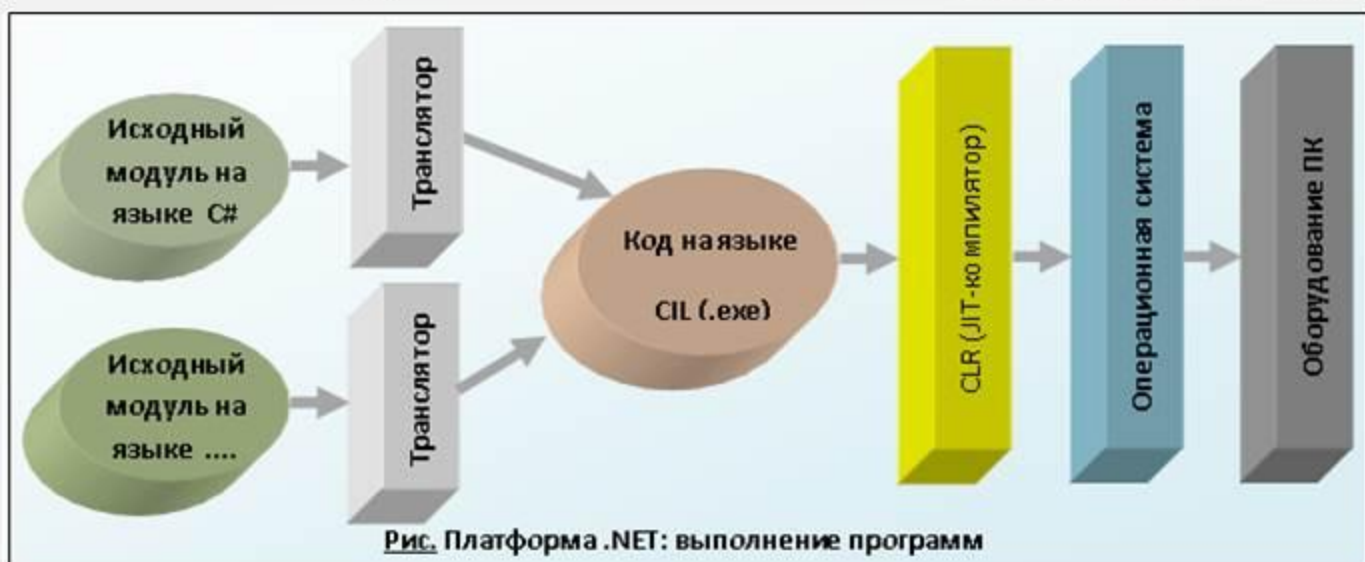 Исходный
модуль на
языке C#
Транслятор
Исходный
модуль на
языке ....
Транслятор
Код на языке
CIL (.exe)
CLR (JIT-компилятор)
Операционная система
Оборудование ПК
Рис. Платформа .NET: выполнение программ